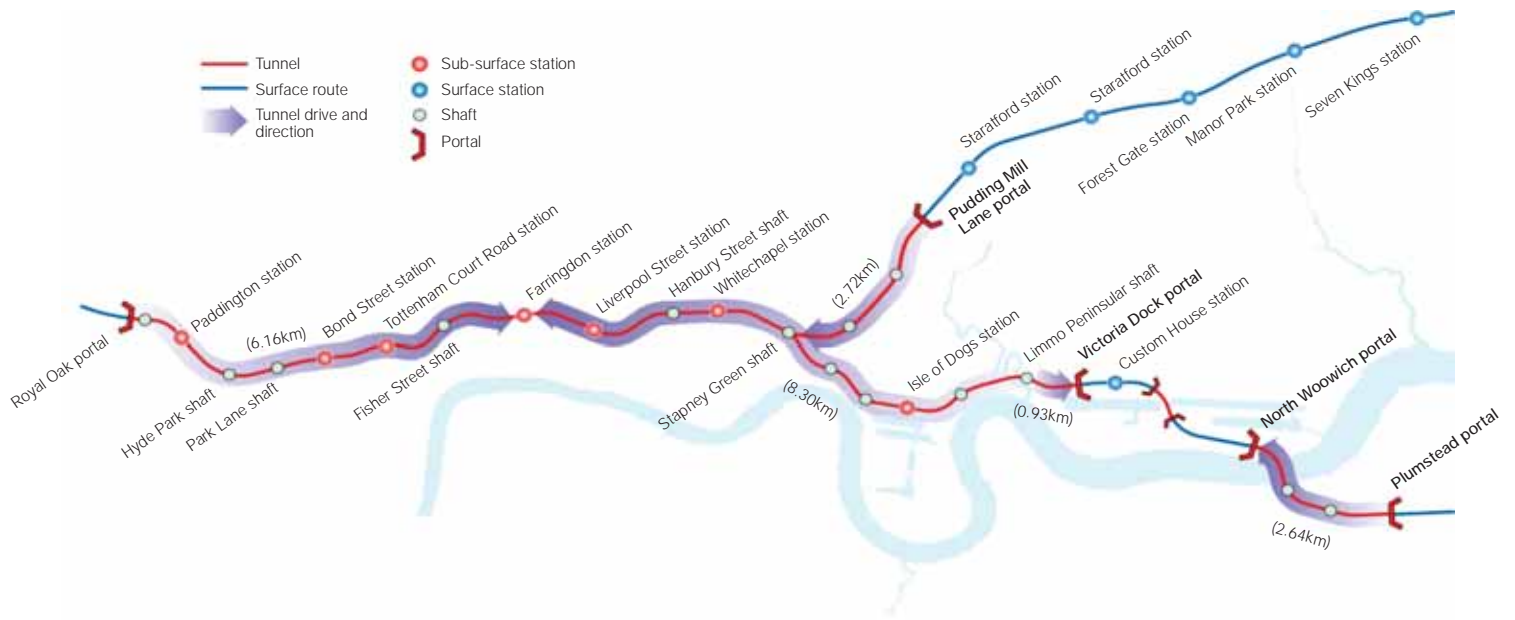 Tunnel
Surface route
Tunnel drive and
direction
Sub-surface station
Surface station
Shaft
Portal
Royal Oak portal
Paddington station
Hyde Park shaft
(6.16km)
Park Lane shaft
Bond Street station
Tottenham Court Road station
Fisher Street shaft
Farringdon station
Liverpool Street station
Hanbury Street shaft
Whitechapel station
Stapney Green shaft
(2.72km)
Pudding Mill
Lane portal
Staratford station
Staratford station
Forest Gate station
Manor Park station
Seven Kings station
(8.30km)
Isle of Dogs station
Limmo Peninsular shaft
(0.93km)
Victoria Dock portal
Custom House station
North Woowich portal
(2.64km)
Plumstead portal